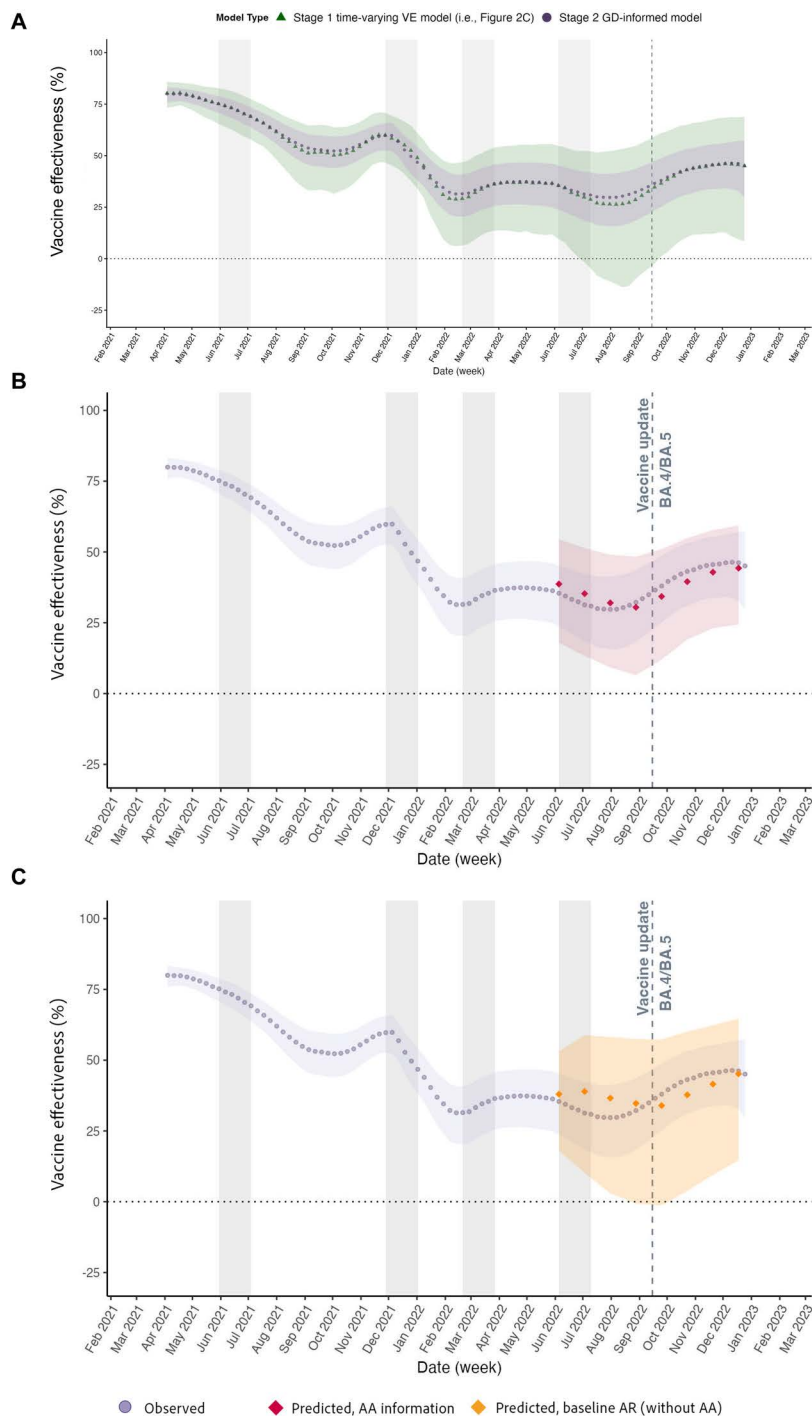 A
Model Type ▲ Stage 1 time-varying VE model (i.e., Figure 2C) ● Stage 2 GD-informed model
Vaccine effectiveness (%)
100
75
50
25
0
-25
Feb 2021
Mar 2021
Apr 2021
May 2021
Jun 2021
Jul 2021
Aug 2021
Sep 2021
Oct 2021
Nov 2021
Dec 2021
Jan 2022
Feb 2022
Mar 2022
Apr 2022
May 2022
Jun 2022
Jul 2022
Aug 2022
Sep 2022
Oct 2022
Nov 2022
Dec 2022
Jan 2023
Feb 2023
Mar 2023
Date (week)
B
Vaccine effectiveness (%)
100
75
50
25
0
-25
Vaccine update
BA.4/BA.5
Feb 2021
Mar 2021
Apr 2021
May 2021
Jun 2021
Jul 2021
Aug 2021
Sep 2021
Oct 2021
Nov 2021
Dec 2021
Jan 2022
Feb 2022
Mar 2022
Apr 2022
May 2022
Jun 2022
Jul 2022
Aug 2022
Sep 2022
Oct 2022
Nov 2022
Dec 2022
Jan 2023
Feb 2023
Mar 2023
Date (week)
C
Vaccine effectiveness (%)
100
75
50
25
0
-25
Vaccine update
BA.4/BA.5
Feb 2021
Mar 2021
Apr 2021
May 2021
Jun 2021
Jul 2021
Aug 2021
Sep 2021
Oct 2021
Nov 2021
Dec 2021
Jan 2022
Feb 2022
Mar 2022
Apr 2022
May 2022
Jun 2022
Jul 2022
Aug 2022
Sep 2022
Oct 2022
Nov 2022
Dec 2022
Jan 2023
Feb 2023
Mar 2023
Date (week)
Observed Predicted, AA information Predicted, baseline AR (without AA)